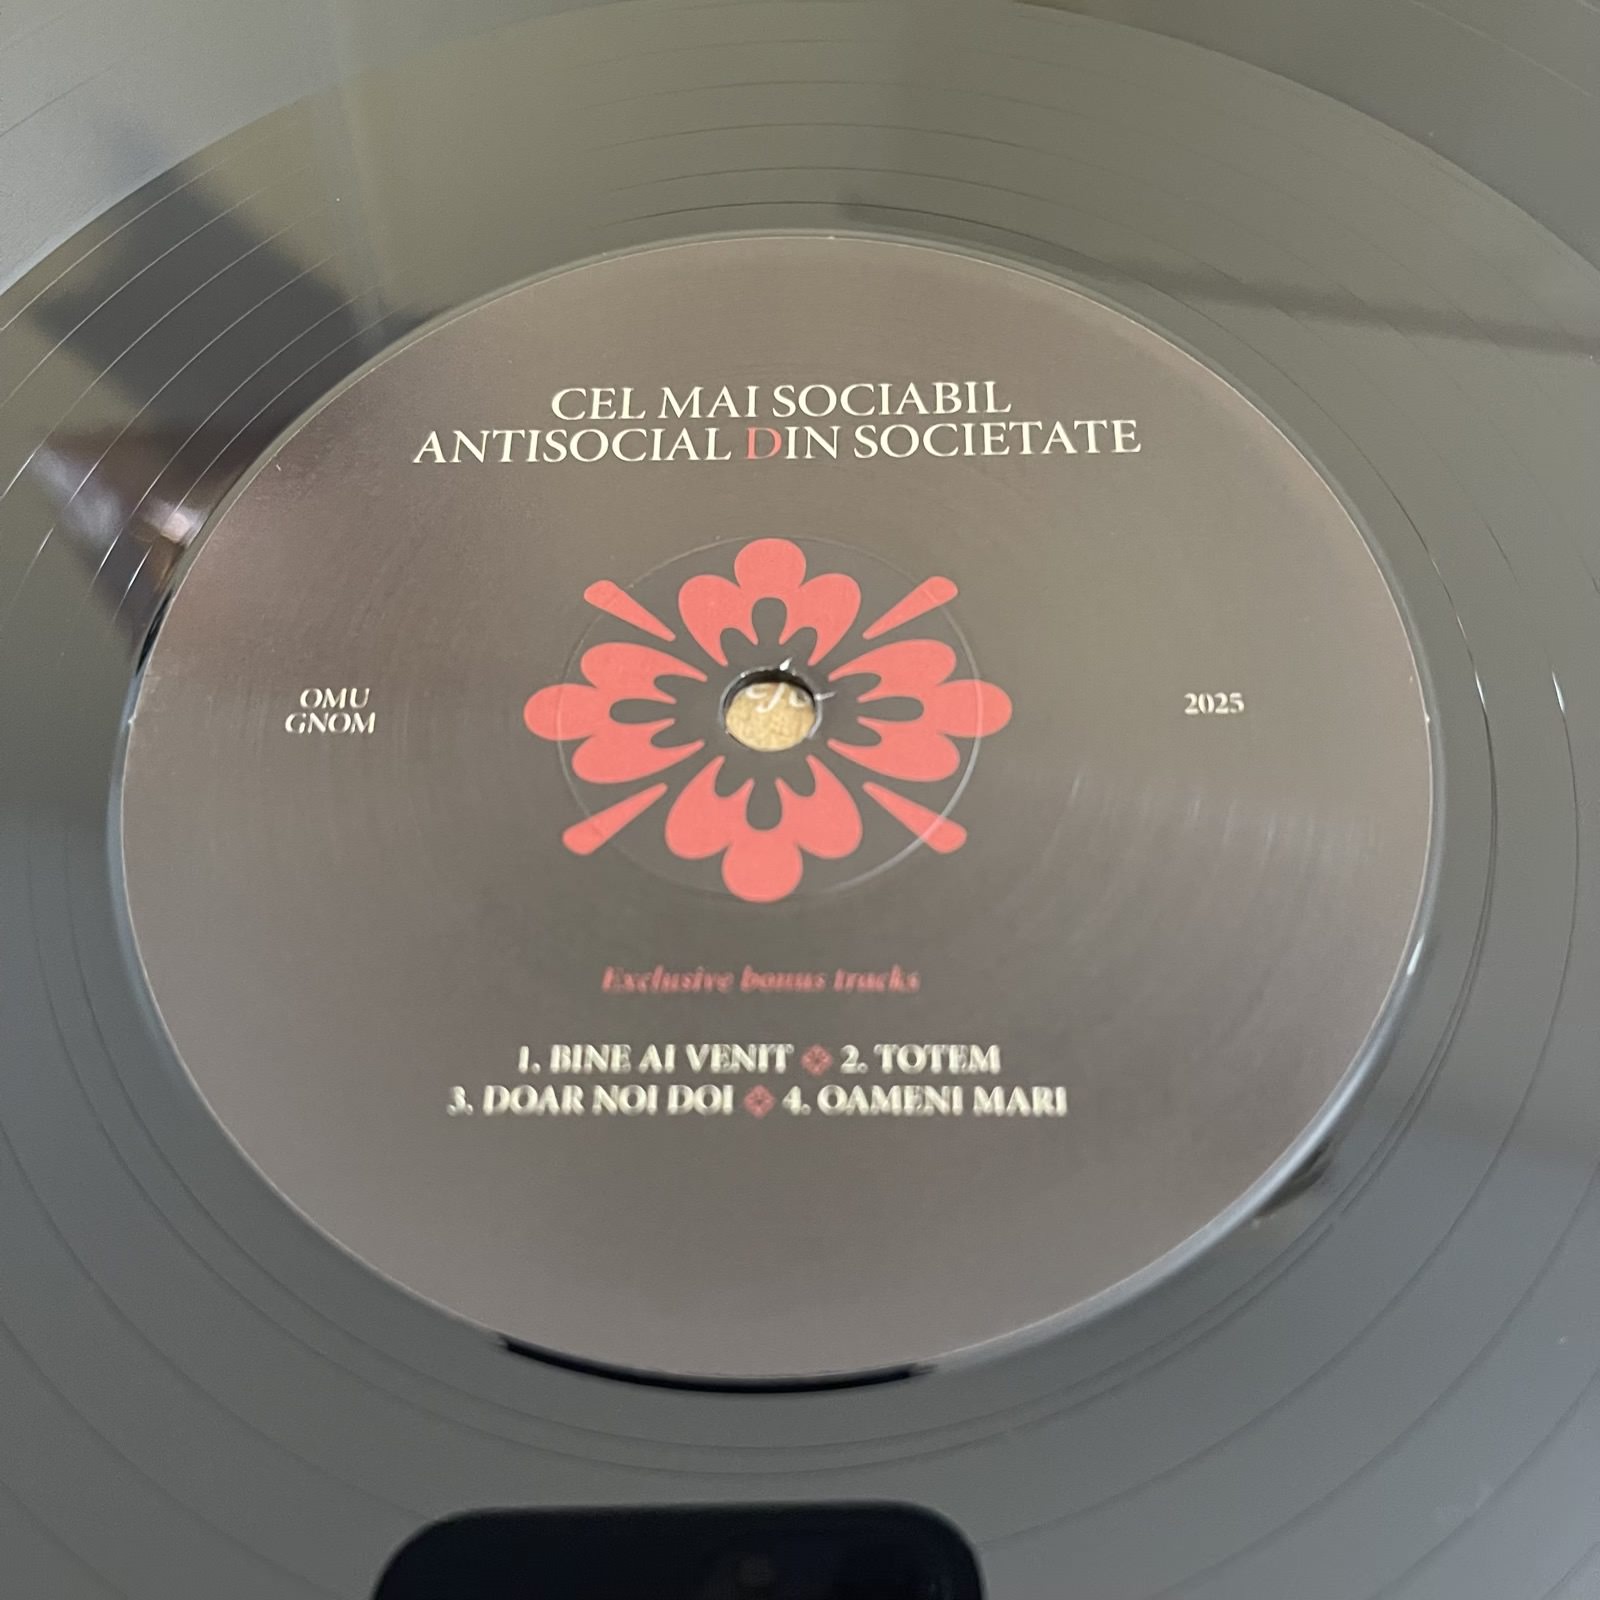 CEL MAI SOCIABIL
ANTISOCIAL DIN SOCIETATE
OMU
GNOM
2025
Exclusive bonus tracks
1. BINE AI VENIT 2. TOTEM
3. DOAR NOI DOI 4. OAMENI MARI